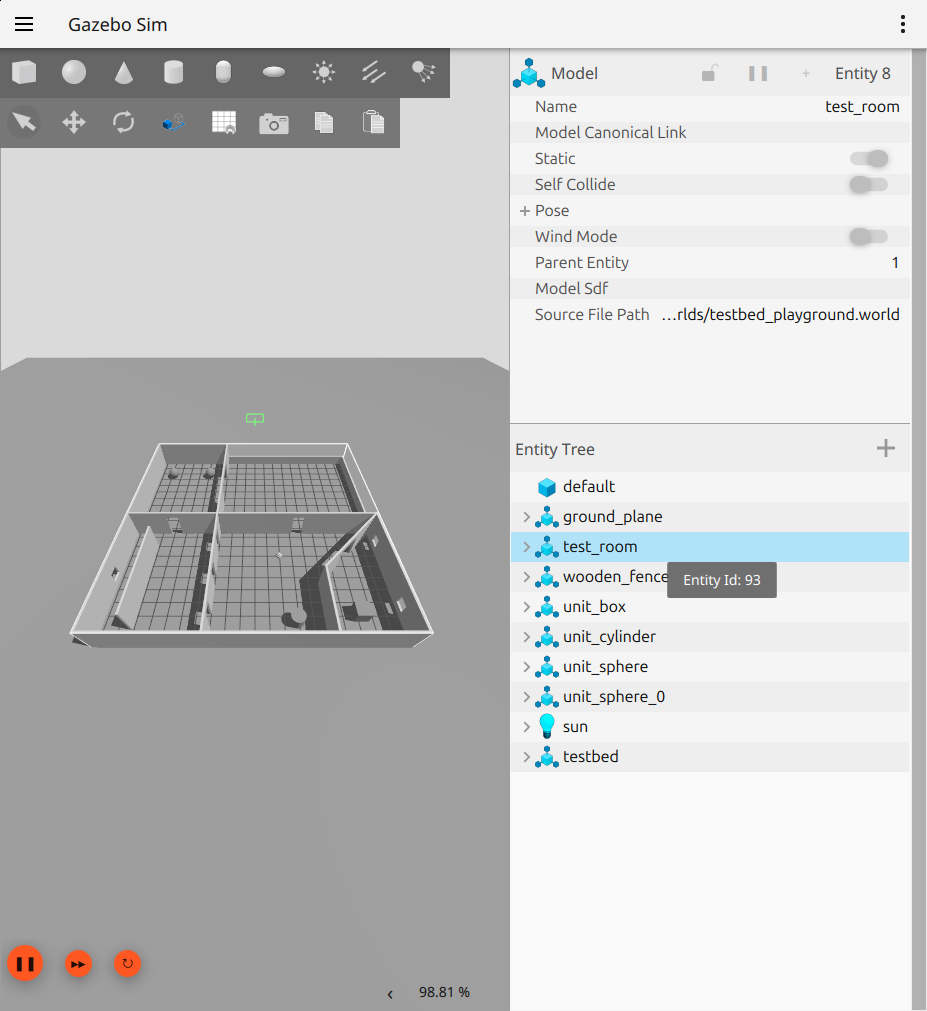 Gazebo Sim
Model
Entity 8
Name test_room
Model Canonical Link
Static
Self Collide
Pose
Wind Mode
Parent Entity 1
Model Sdf
Source File Path ...rlds/testbed_playground.world
Entity Tree
default
ground_plane
test_room
wooden_fence
Entity Id: 93
unit_box
unit_cylinder
unit_sphere
unit_sphere_0
sun
testbed
98.81 %